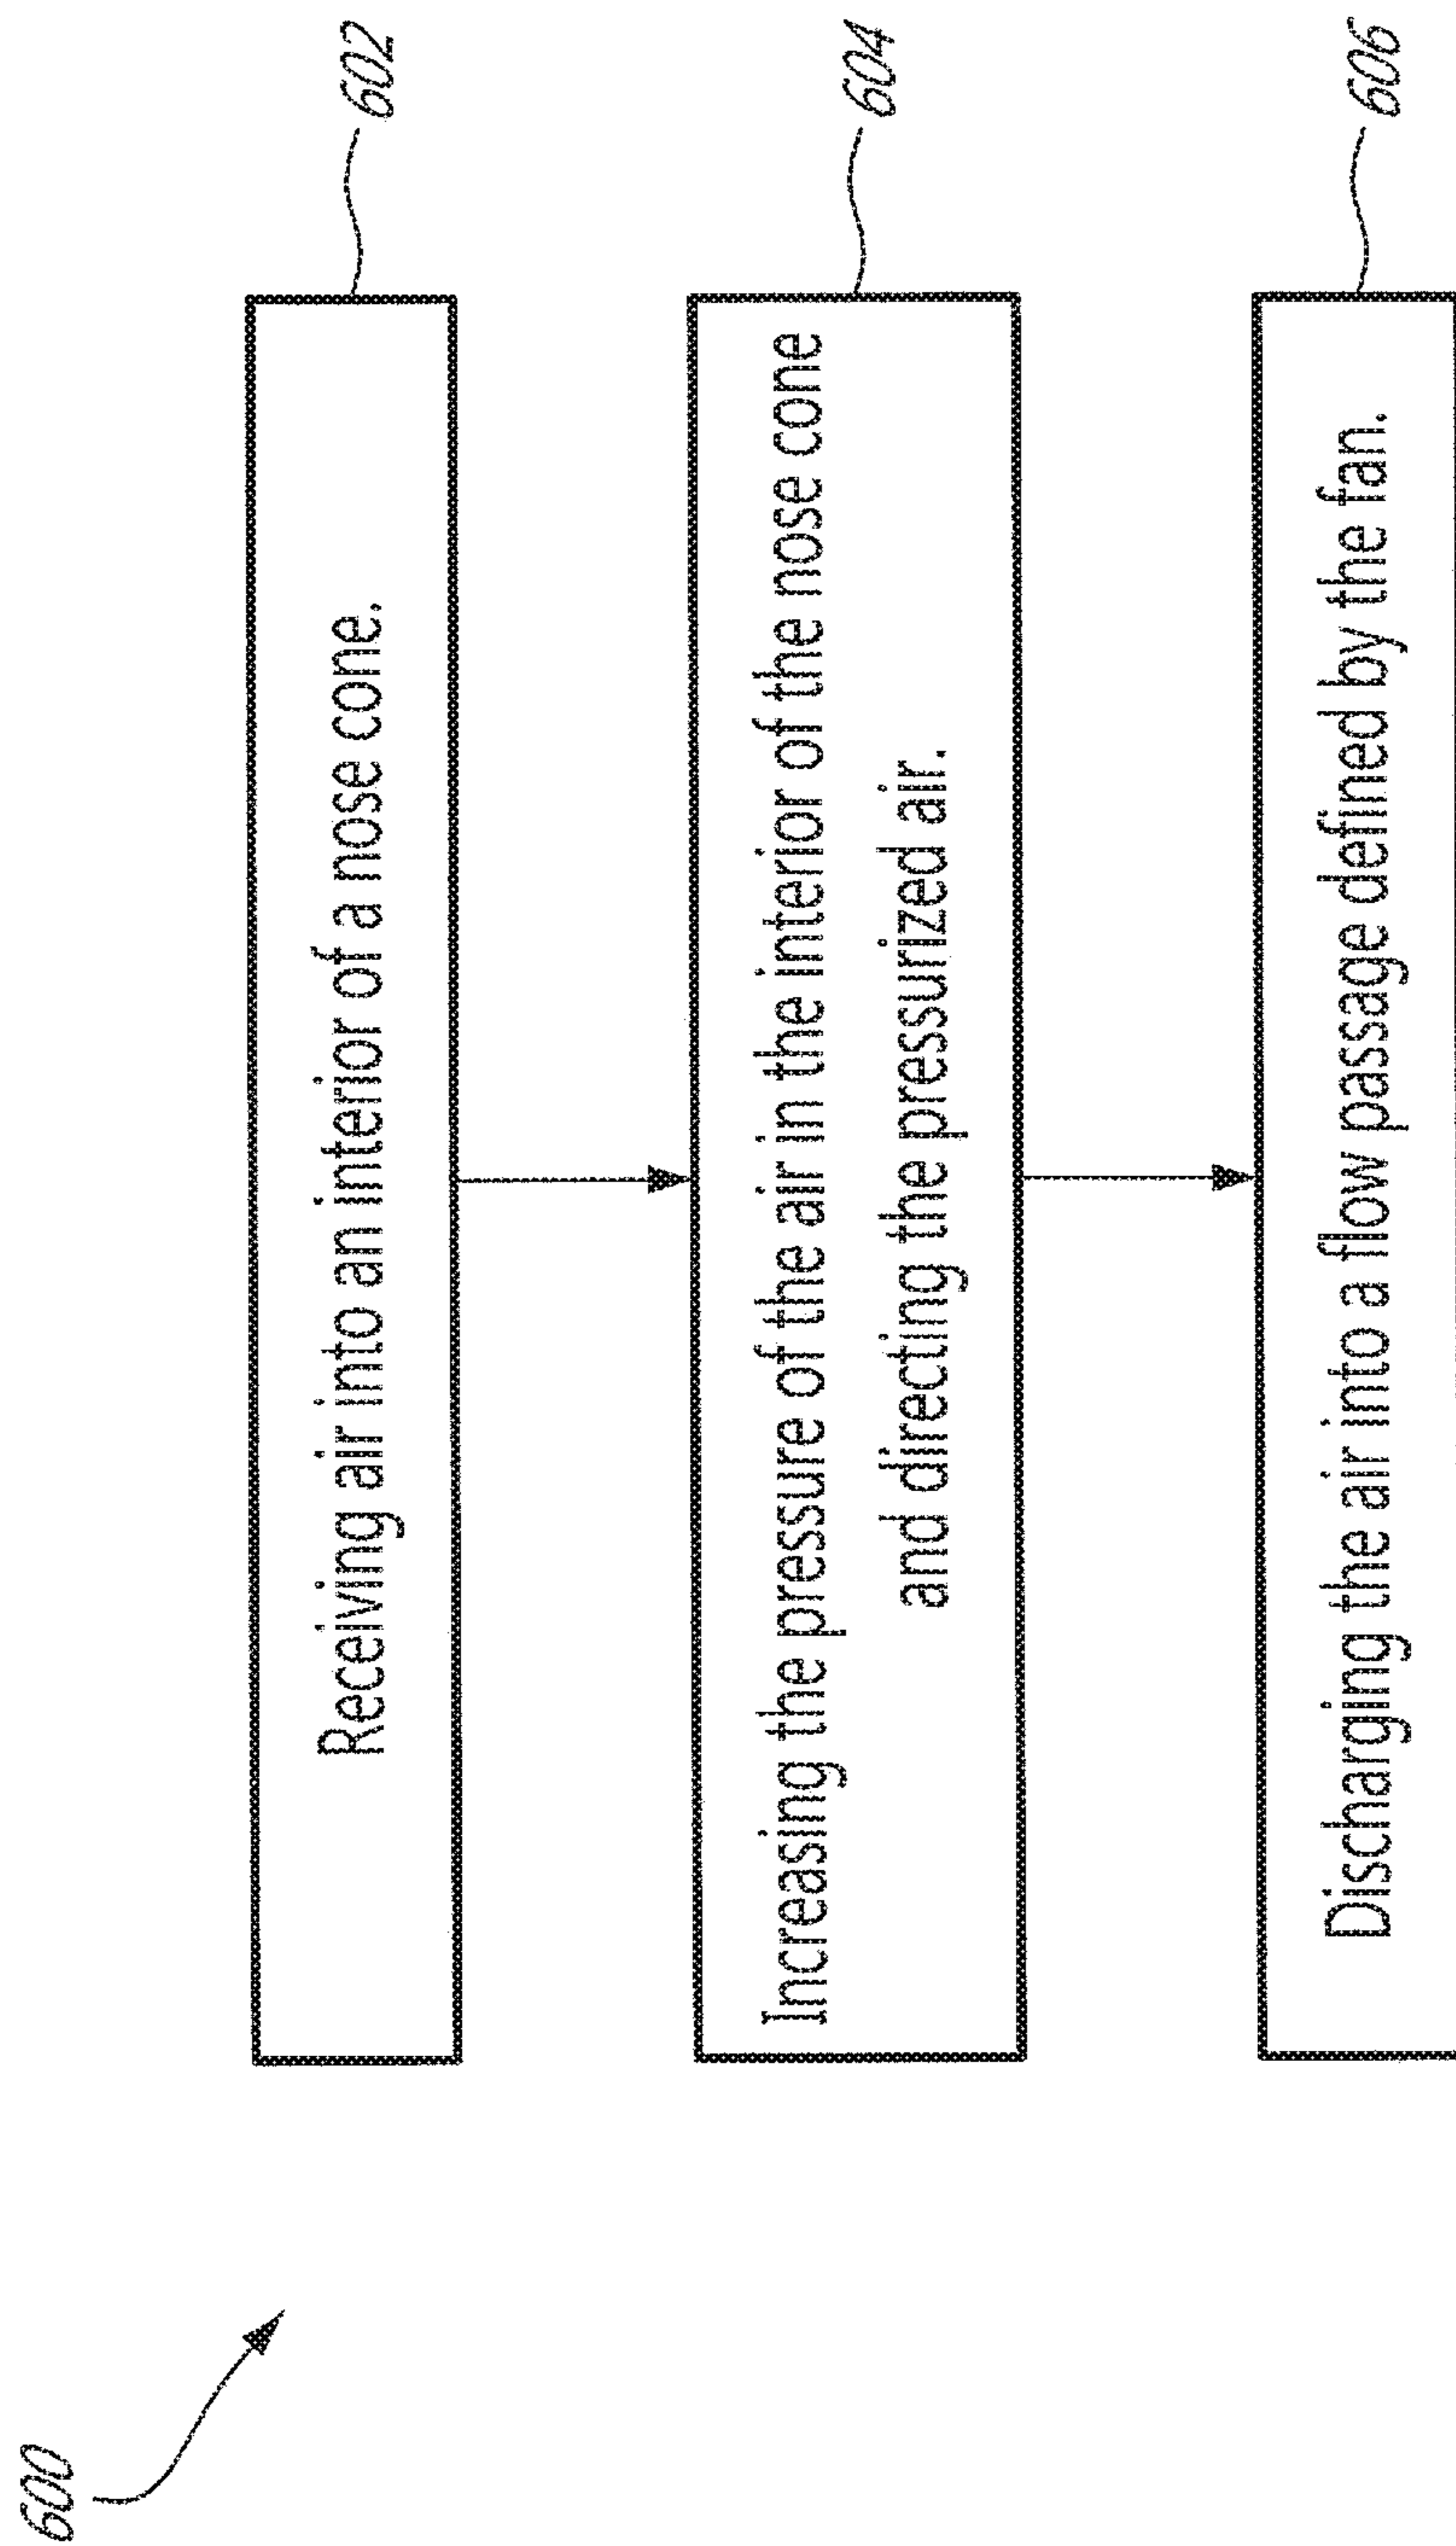 600
Receiving air into an interior of a nose cone.
602
Increasing the pressure of the air in the interior of the nose cone
and directing the pressurized air.
604
Discharging the air into a flow passage defined by the fan.
606